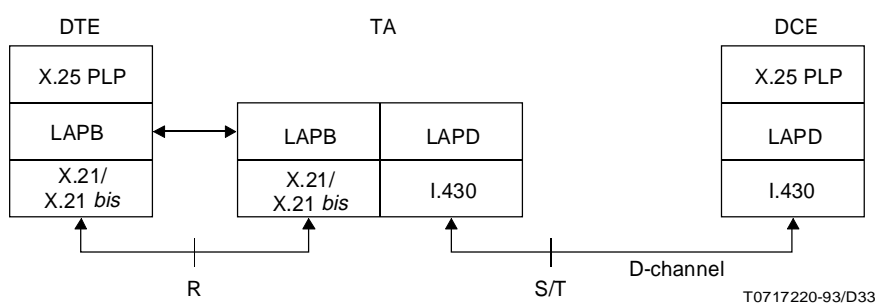 DTE
TA
DCE
X.25 PLP
X.25 PLP
LAPB
LAPB
LAPD
LAPD
X.21/
X.21 bis
X.21/
X.21 bis
I.430
I.430
R
S/T
D-channel
T0717220-93/D33